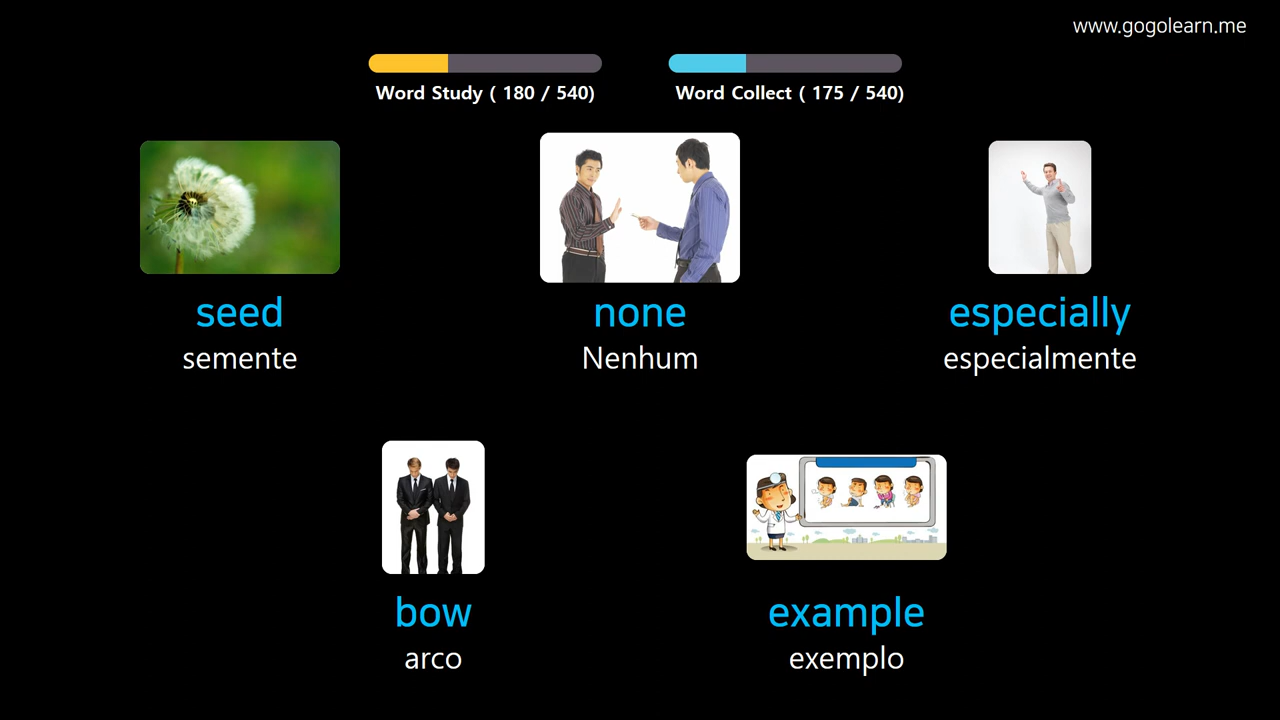 www.gogolearn.me
Word Study ( 180 / 540)
Word Collect ( 175 / 540)
seed
semente
none
Nenhum
especially
especialmente
bow
arco
example
exemplo